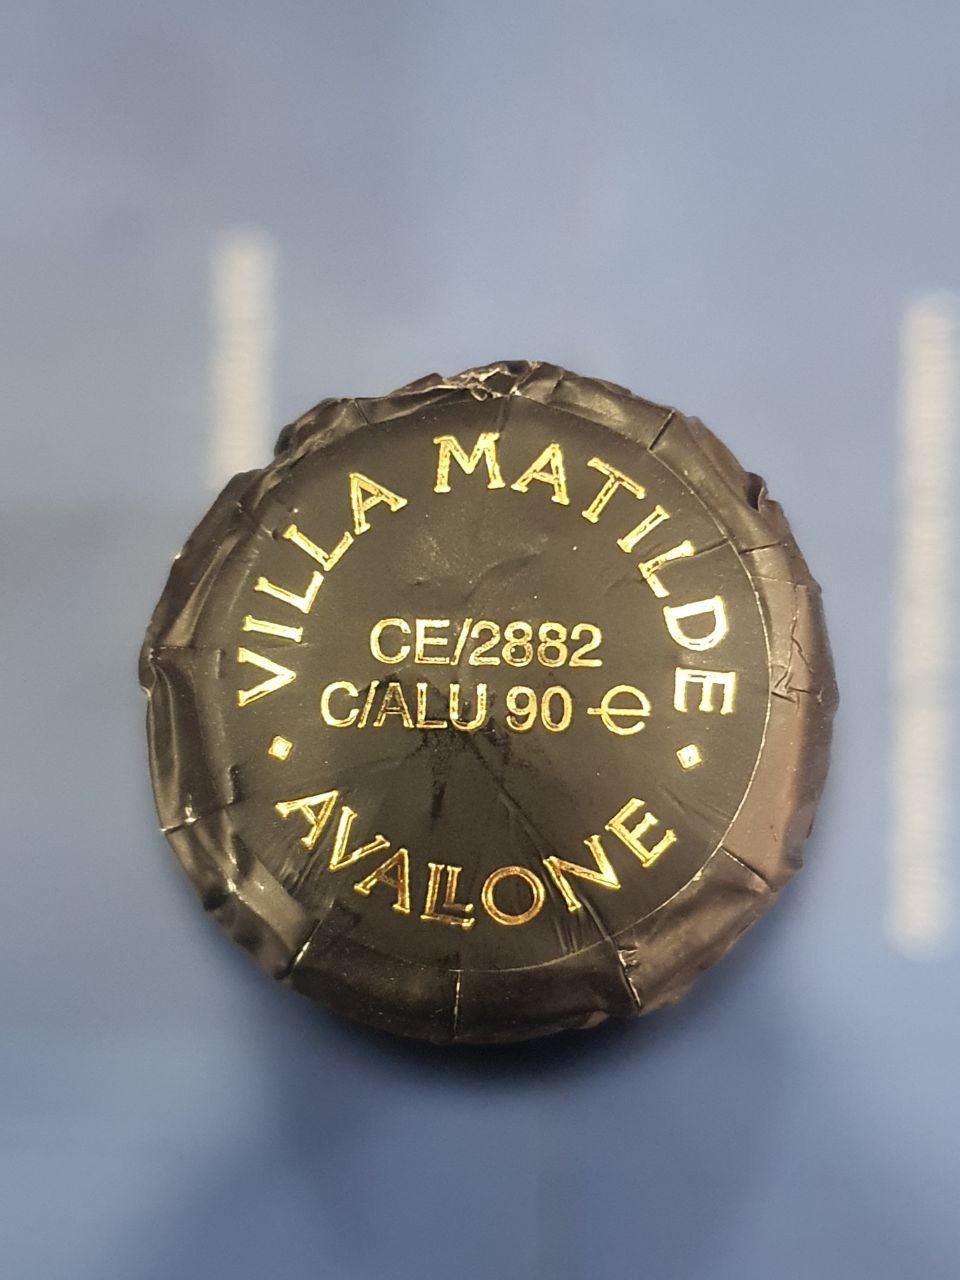 VILLA MATILDE
CE/2882
C/ALU 90 ℮
AVALLONE